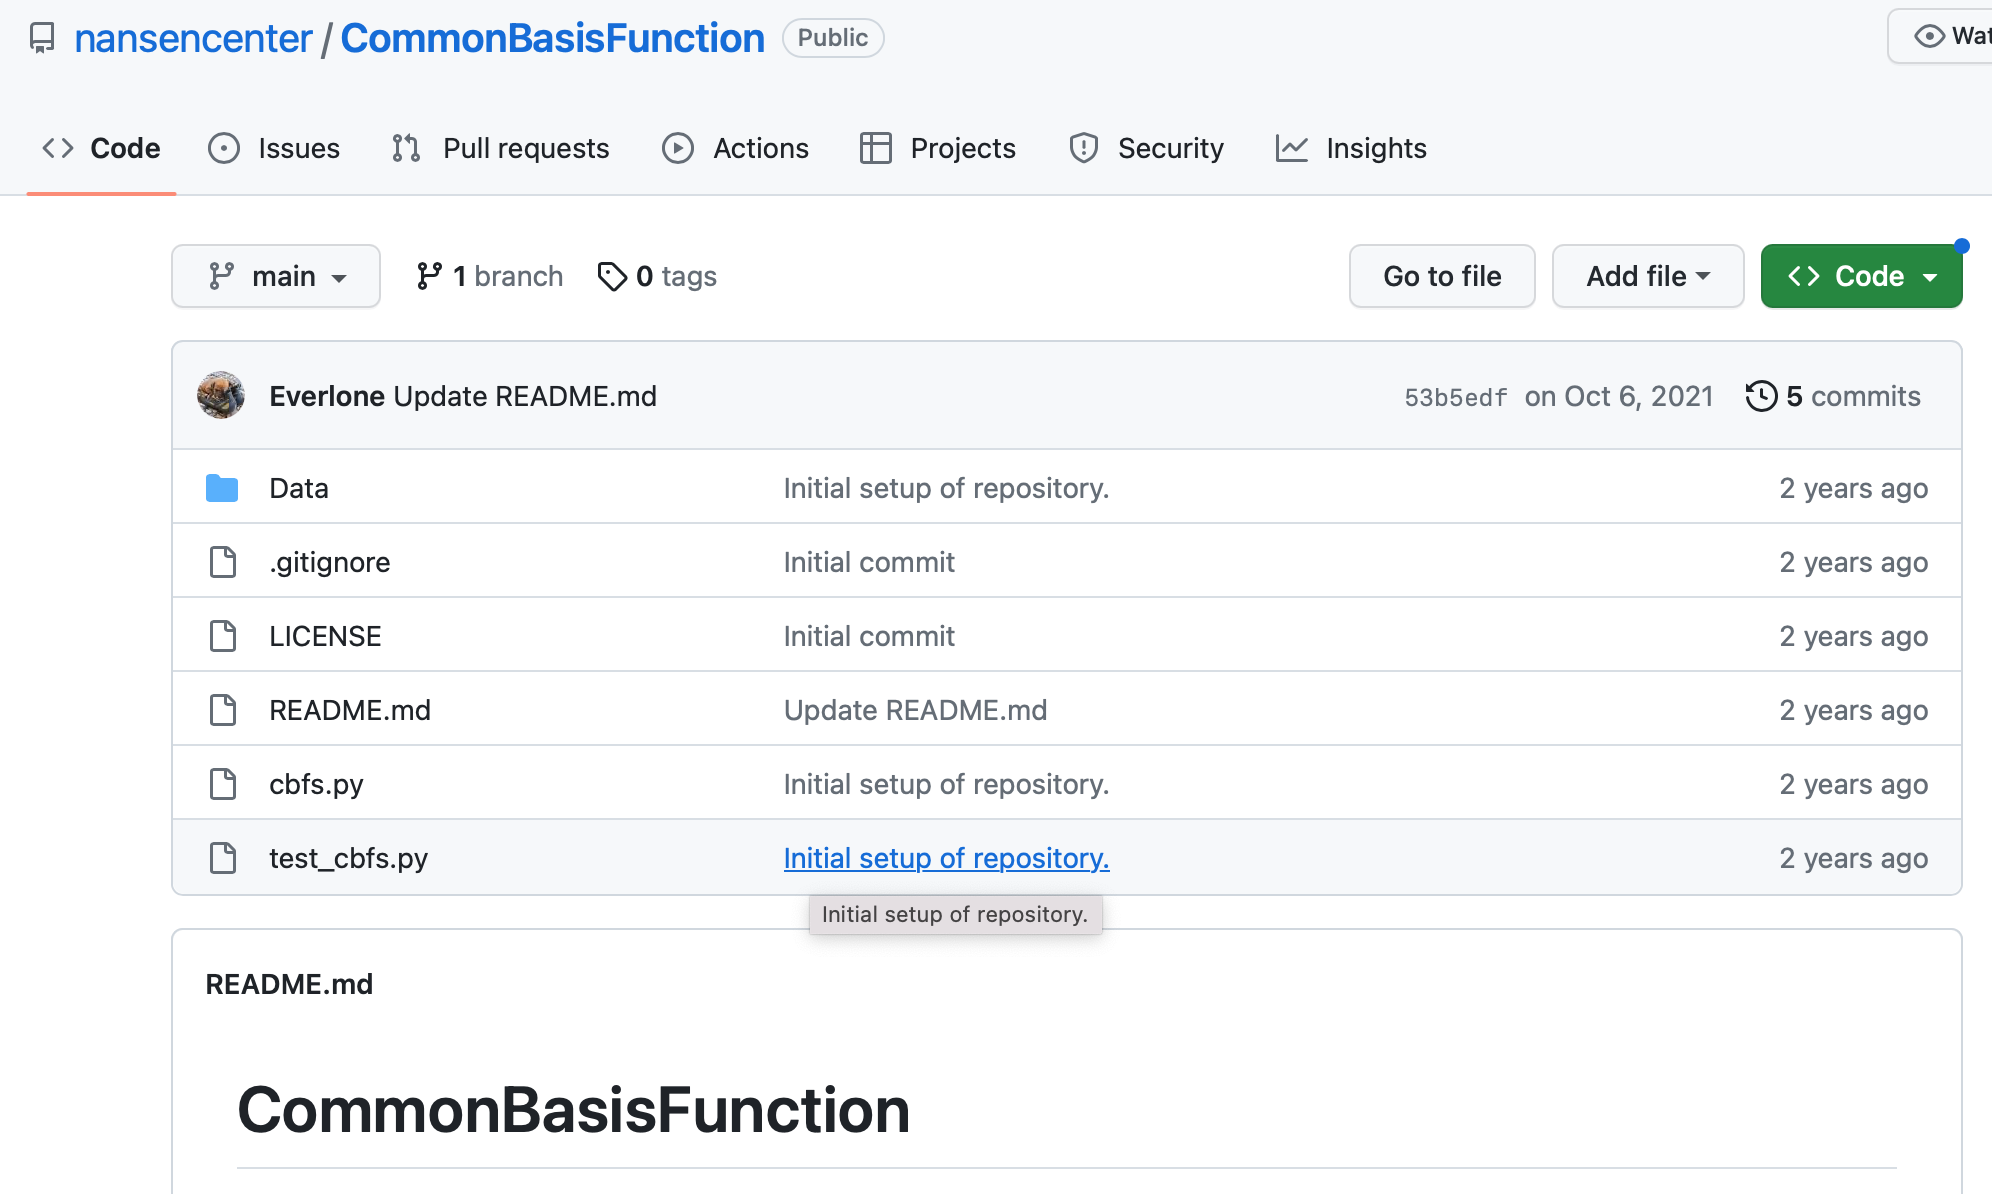 nansencenter / CommonBasisFunction Public
Wat
Code Issues Pull requests Actions Projects Security Insights
main 1 branch 0 tags Go to file Add file Code
Everlone Update README.md 53b5edf on Oct 6, 2021 5 commits
Data Initial setup of repository. 2 years ago
.gitignore Initial commit 2 years ago
LICENSE Initial commit 2 years ago
README.md Update README.md 2 years ago
cbfs.py Initial setup of repository. 2 years ago
test_cbfs.py Initial setup of repository. 2 years ago
Initial setup of repository.
README.md
CommonBasisFunction